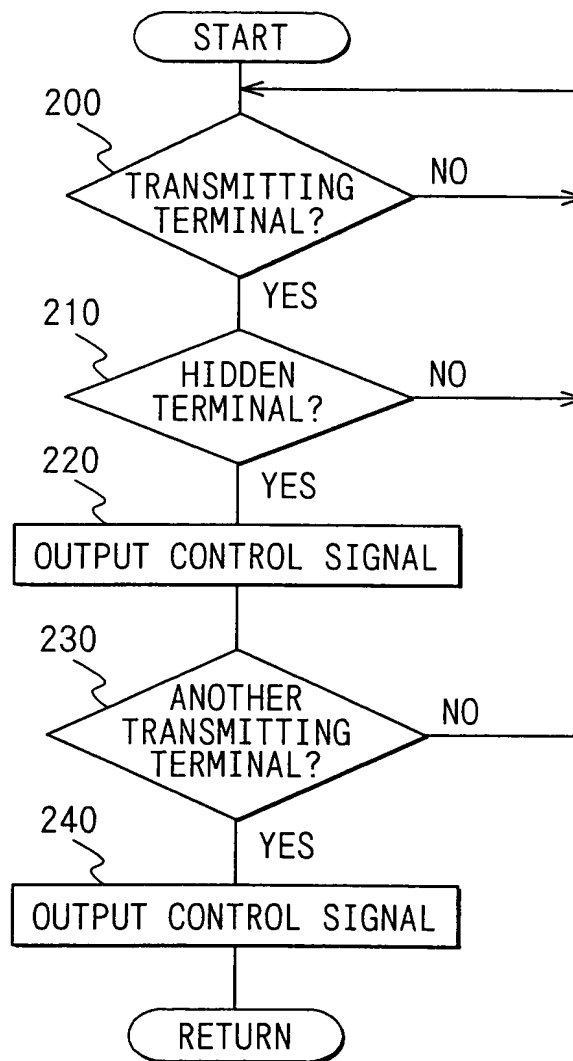 START
200
TRANSMITTING
TERMINAL?
NO
YES
210
HIDDEN
TERMINAL?
NO
YES
220
OUTPUT CONTROL SIGNAL
230
ANOTHER
TRANSMITTING
TERMINAL?
NO
YES
240
OUTPUT CONTROL SIGNAL
RETURN